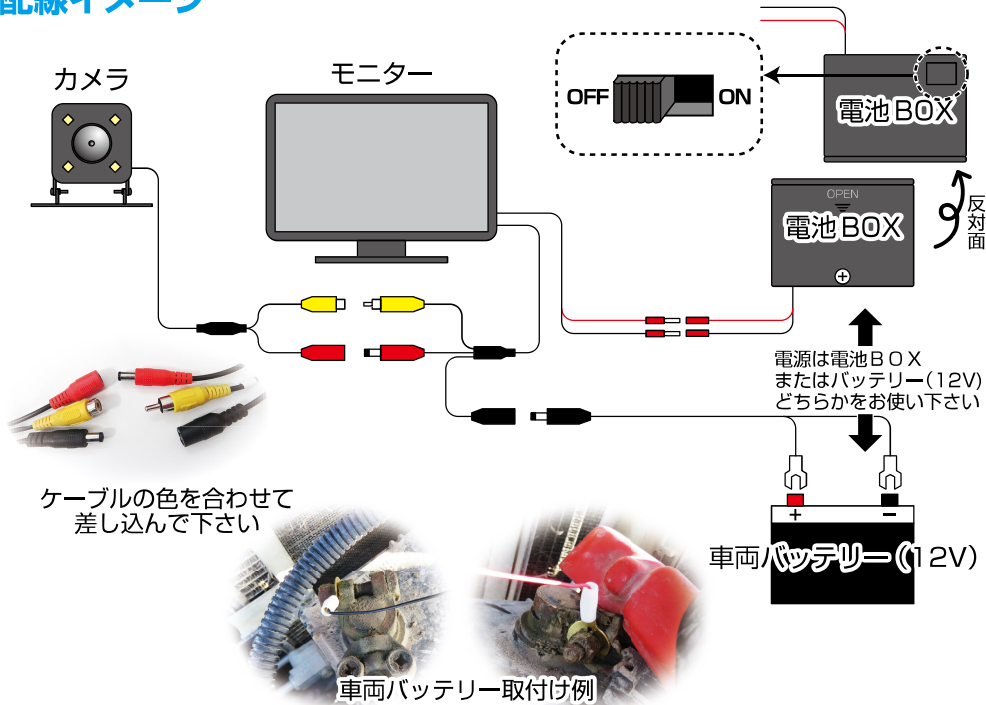 配線イメージ
カメラ
モニター
OFF
ON
電池BOX
OPEN
電池BOX
反対面
電源は電池BOX
またはバッテリー(12V)
どちらかをお使い下さい
ケーブルの色を合わせて
差し込んで下さい
+
−
車両バッテリー(12V)
車両バッテリー取付け例